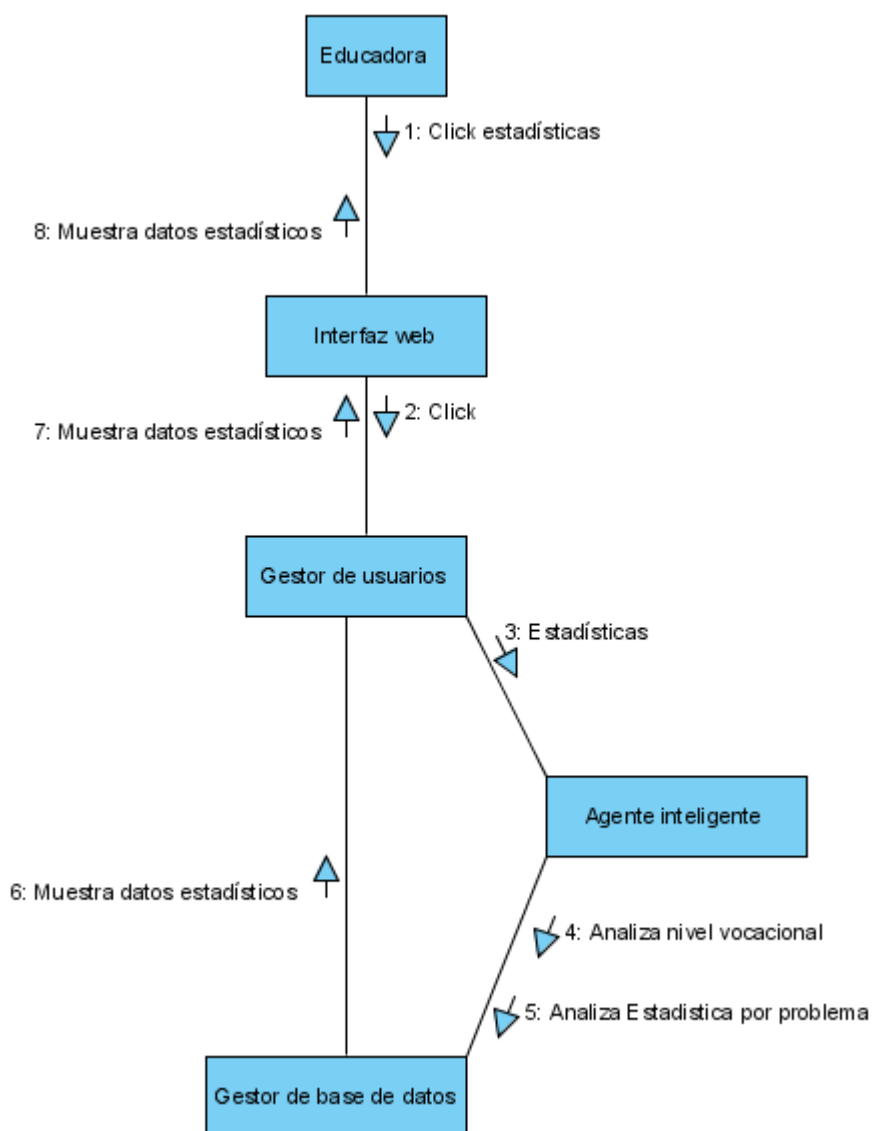 Educadora
1: Click estadísticas
8: Muestra datos estadísticos
Interfaz web
2: Click
7: Muestra datos estadísticos
Gestor de usuarios
3: Estadísticas
Agente inteligente
6: Muestra datos estadísticos
4: Analiza nivel vocacional
5: Analiza Estadistica por problema
Gestor de base de datos